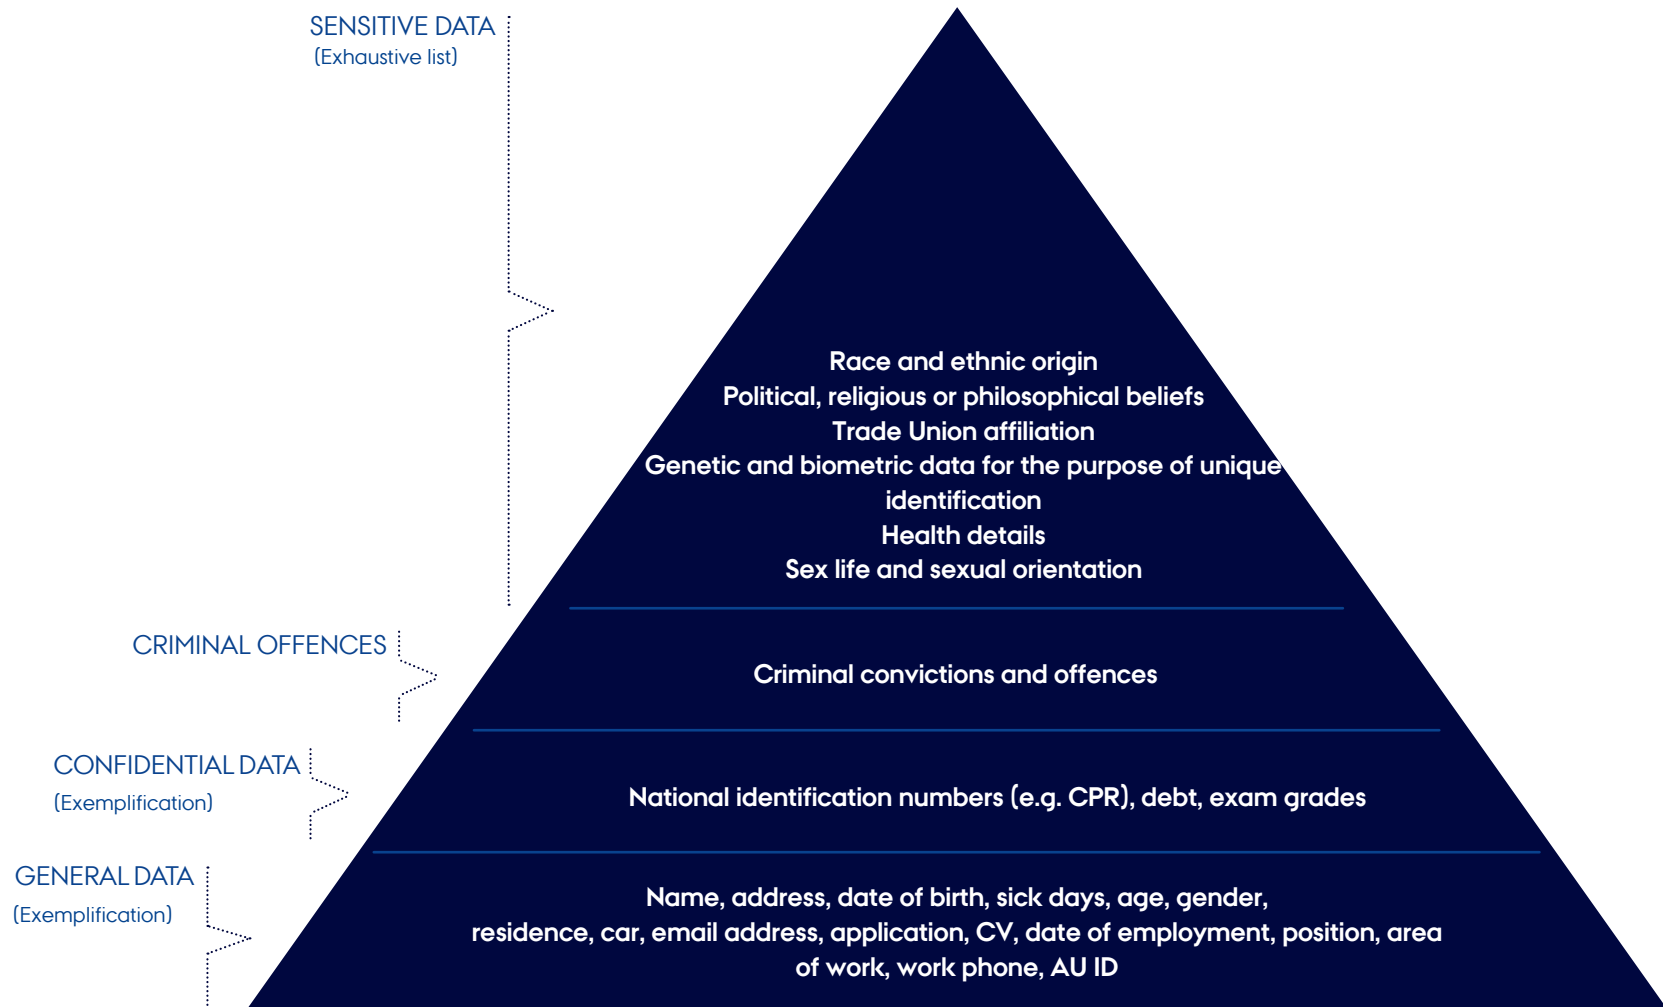 SENSITIVE DATA
(Exhaustive list)
Race and ethnic origin
Political, religious or philosophical beliefs
Trade Union affiliation
Genetic and biometric data for the purpose of unique
identification
Health details
Sex life and sexual orientation
CRIMINAL OFFENCES
Criminal convictions and offences
CONFIDENTIAL DATA
(Exemplification)
National identification numbers (e.g. CPR), debt, exam grades
GENERAL DATA
(Exemplification)
Name, address, date of birth, sick days, age, gender,
residence, car, email address, application, CV, date of employment, position, area
of work, work phone, AU ID